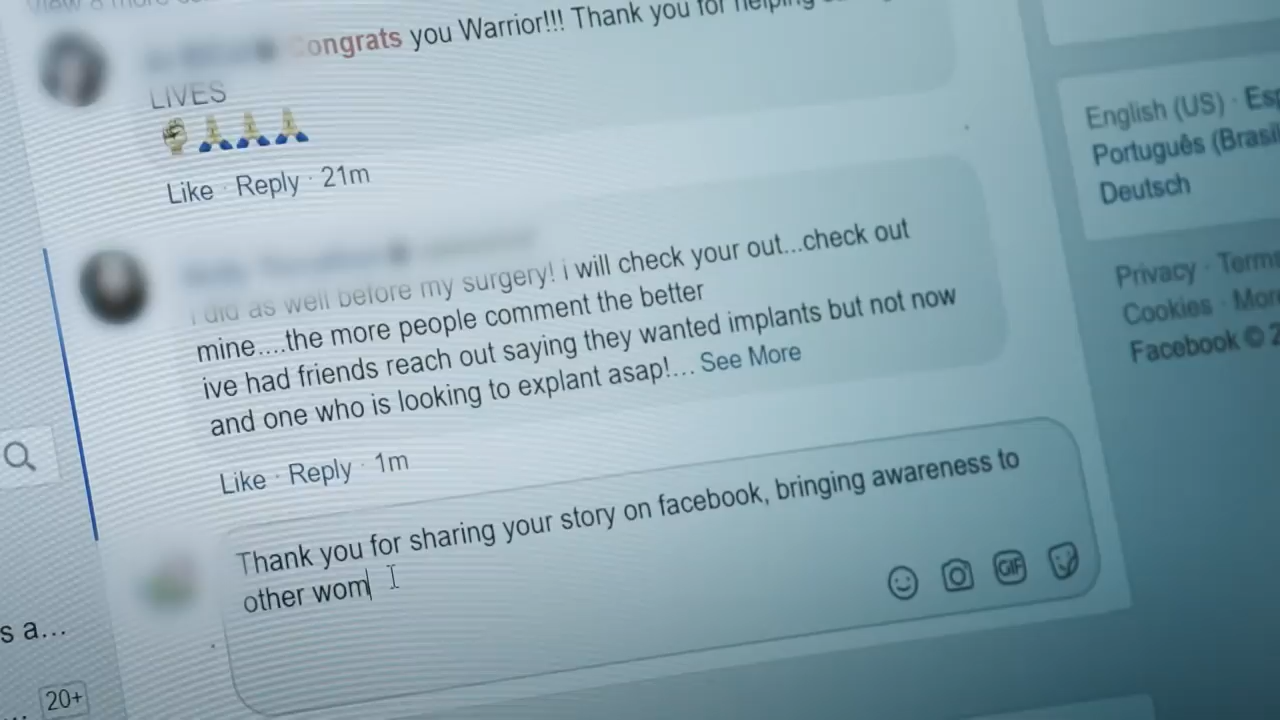 Congrats you Warrior!!! Thank you for helping
LIVES
Like · Reply · 21m
I did as well before my surgery! i will check your out...check out
mine....the more people comment the better
ive had friends reach out saying they wanted implants but not now
and one who is looking to explant asap!... See More
Like · Reply · 1m
Thank you for sharing your story on facebook, bringing awareness to
other wom
GIF
s a...
20+
English (US) ·
Português (Brasil
Deutsch
Privacy · Terms
Cookies ·
Facebook ©